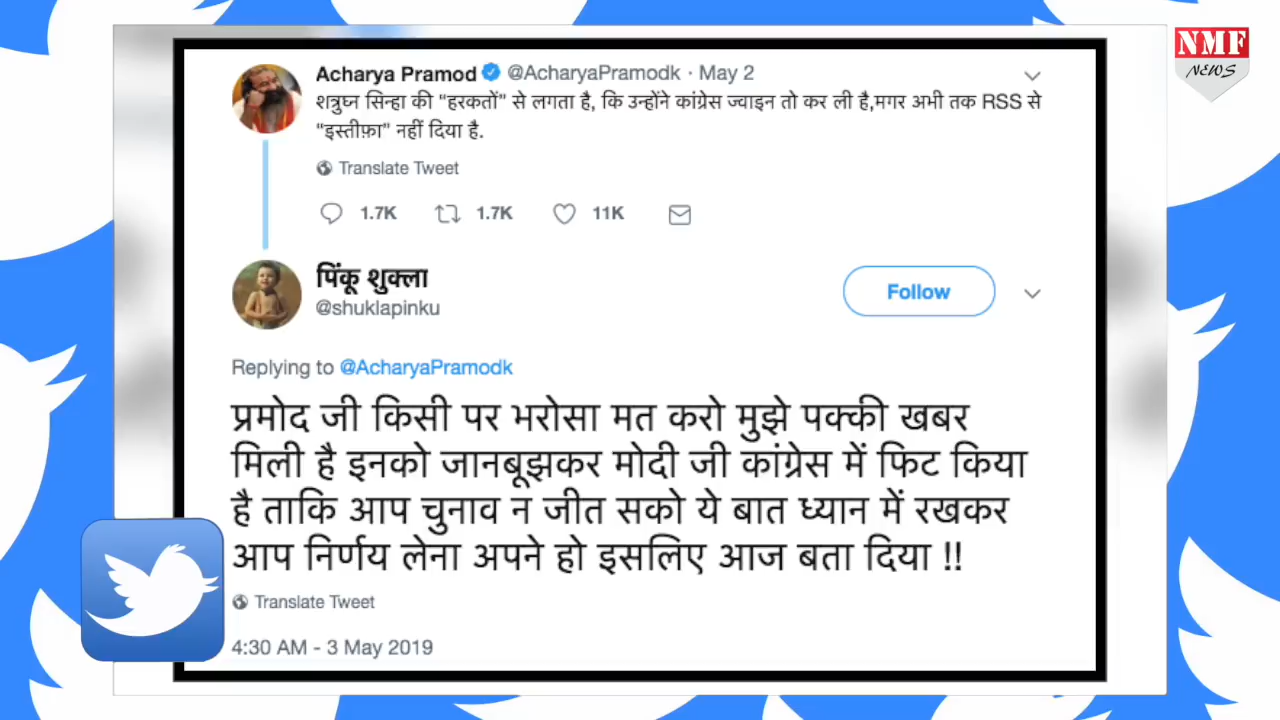 NMF
NEWS
Acharya Pramod @AcharyaPramodk · May 2
शत्रुघ्न सिन्हा की “हरकतों” से लगता है, कि उन्होंने कांग्रेस ज्वाइन तो कर ली है,मगर अभी तक RSS से
“इस्तीफ़ा” नहीं दिया है.
Translate Tweet
1.7K 1.7K 11K
पिंकू शुक्ला
@shuklapinku
Follow
Replying to @AcharyaPramodk
प्रमोद जी किसी पर भरोसा मत करो मुझे पक्की खबर
मिली है इनको जानबूझकर मोदी जी कांग्रेस में फिट किया
है ताकि आप चुनाव न जीत सको ये बात ध्यान में रखकर
आप निर्णय लेना अपने हो इसलिए आज बता दिया !!
Translate Tweet
4:30 AM - 3 May 2019